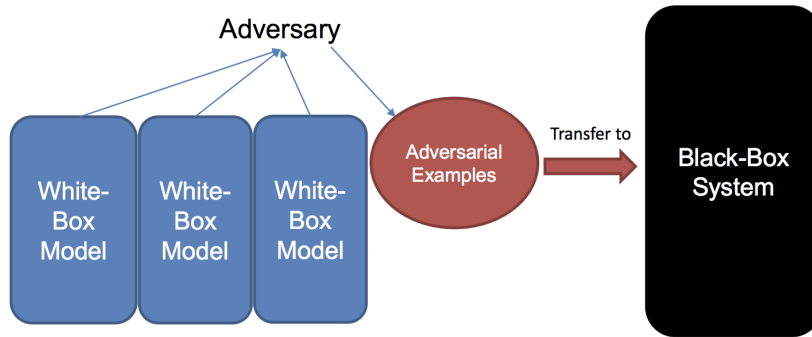 Adversary
White-
Box
Model
White-
Box
Model
White-
Box
Model
Adversarial
Examples
Transfer to
Black-Box
System